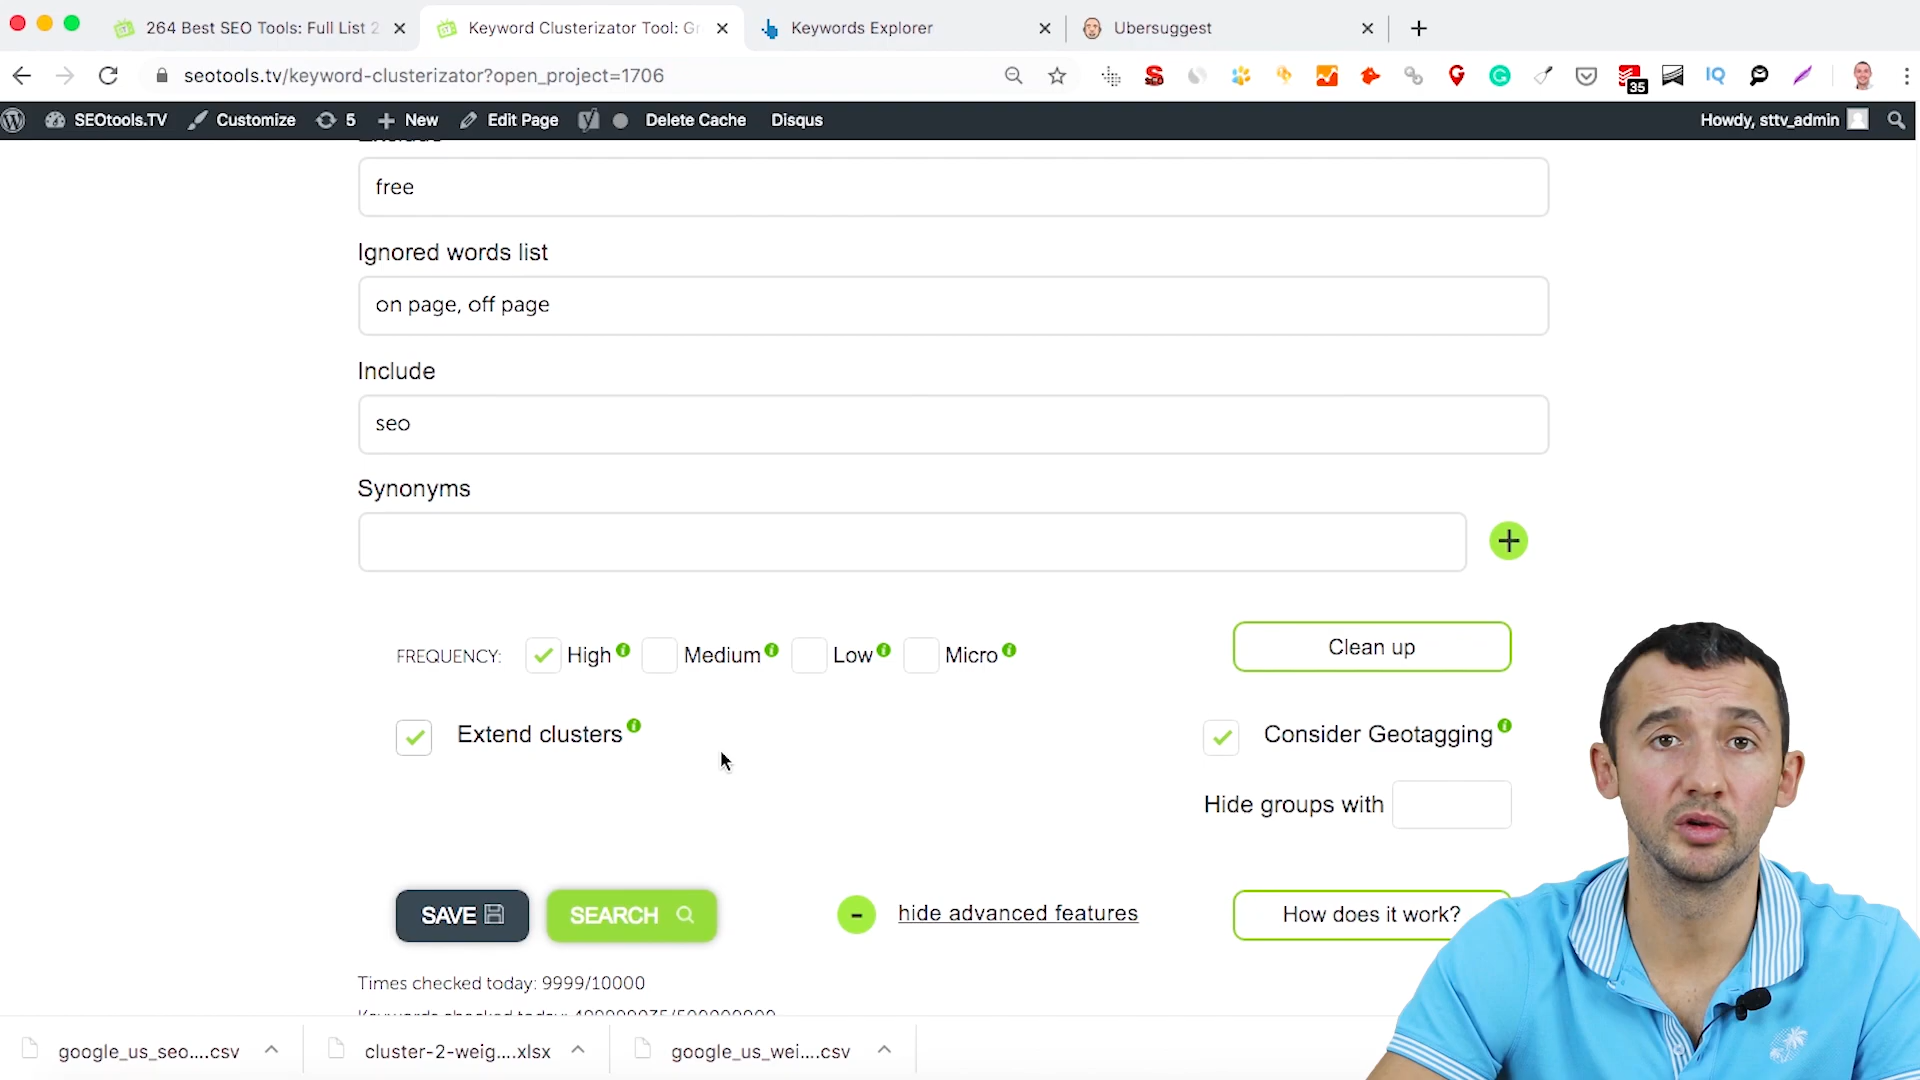 264 Best SEO Tools: Full List 2
Keyword Clusterizator Tool: Gr
Keywords Explorer
Ubersuggest
seotools.tv/keyword-clusterizator?open_project=1706
35
IQ
SEOtools.TV
Customize
5
New
Edit Page
Delete Cache
Disqus
Howdy, sttv_admin
free
Ignored words list
on page, off page
Include
seo
Synonyms
FREQUENCY:
High
Medium
Low
Micro
Clean up
Extend clusters
Consider Geotagging
Hide groups with
SAVE
SEARCH
hide advanced features
How does it work?
Times checked today: 9999/10000
google_us_seo....csv
cluster-2-weig....xlsx
google_us_wei....csv